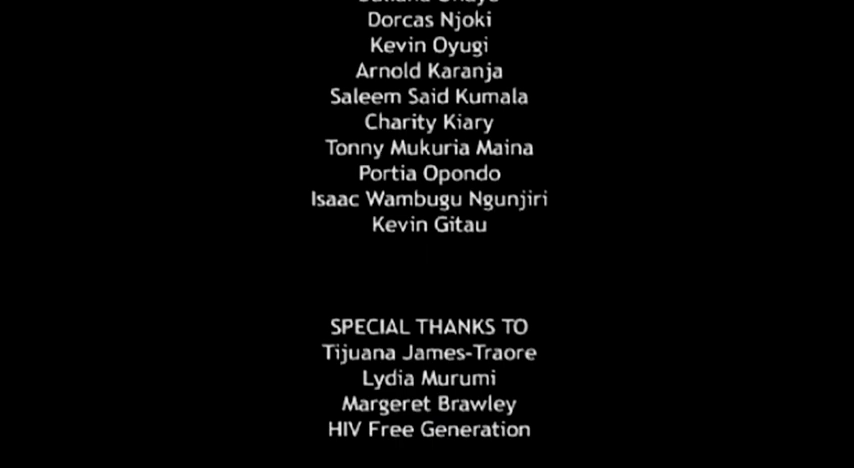 Dorcas Njoki
Kevin Oyugi
Arnold Karanja
Saleem Said Kumala
Charity Kiary
Tonny Mukuria Maina
Portia Opondo
Isaac Wambugu Ngunjiri
Kevin Gitau
SPECIAL THANKS TO
Tijuana James-Traore
Lydia Murumi
Margeret Brawley
HIV Free Generation